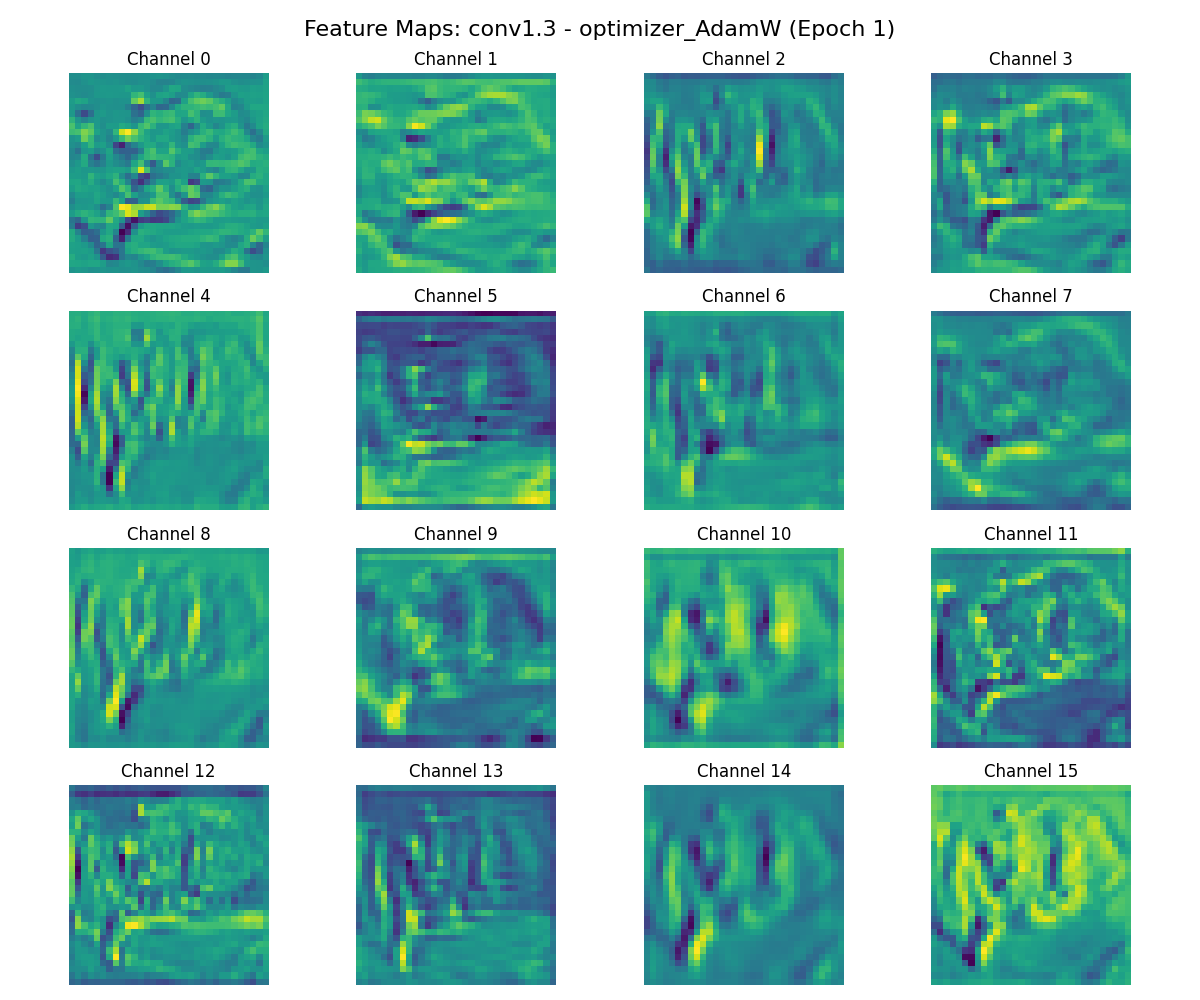 Feature Maps: conv1.3 - optimizer_AdamW (Epoch 1)
Channel 0
Channel 1
Channel 2
Channel 3
Channel 4
Channel 5
Channel 6
Channel 7
Channel 8
Channel 9
Channel 10
Channel 11
Channel 12
Channel 13
Channel 14
Channel 15